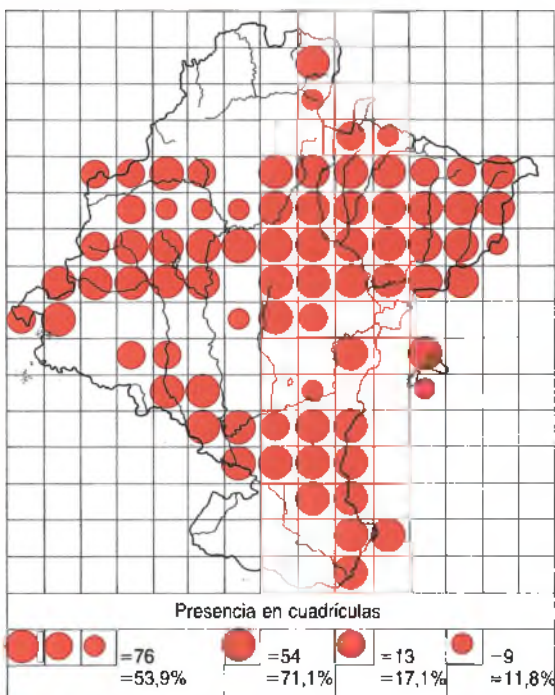 Presencia en cuadrículas
=76 =54 =13 -9
=53,9% =71,1% =17,1% =11,8%